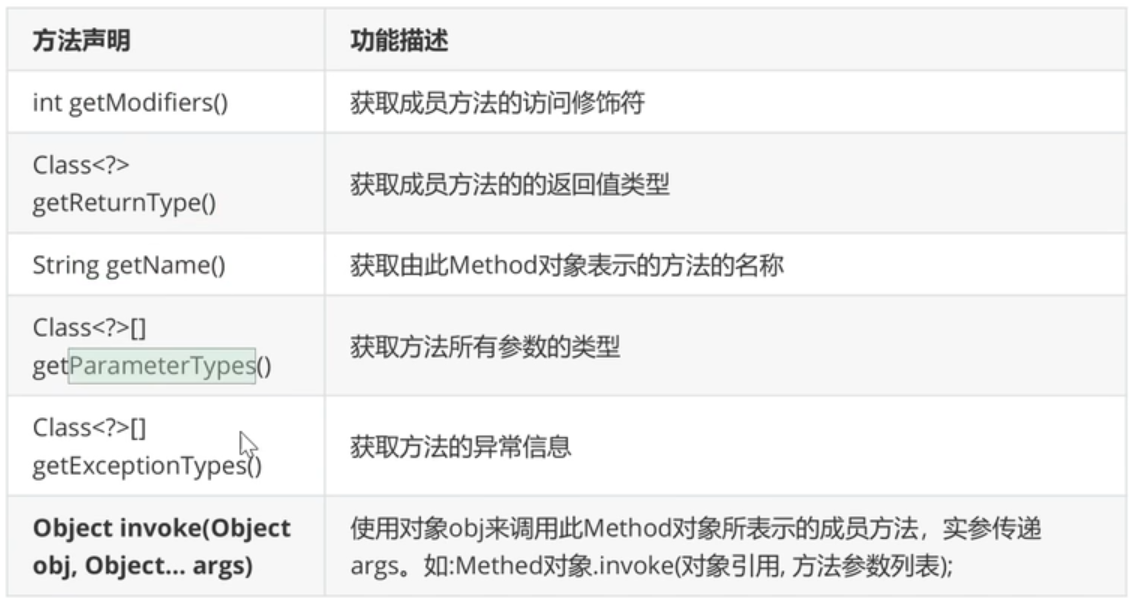 方法声明
功能描述
int getModifiers()
获取成员方法的访问修饰符
Class<?>
getReturnType()
获取成员方法的的返回值类型
String getName()
获取由此Method对象表示的方法的名称
Class<?>[]
getParameterTypes()
获取方法所有参数的类型
Class<?>[]
getExceptionTypes()
获取方法的异常信息
Object invoke(Object
obj, Object... args)
使用对象obj来调用此Method对象所表示的成员方法，实参传递
args。如:Methed对象.invoke(对象引用, 方法参数列表);